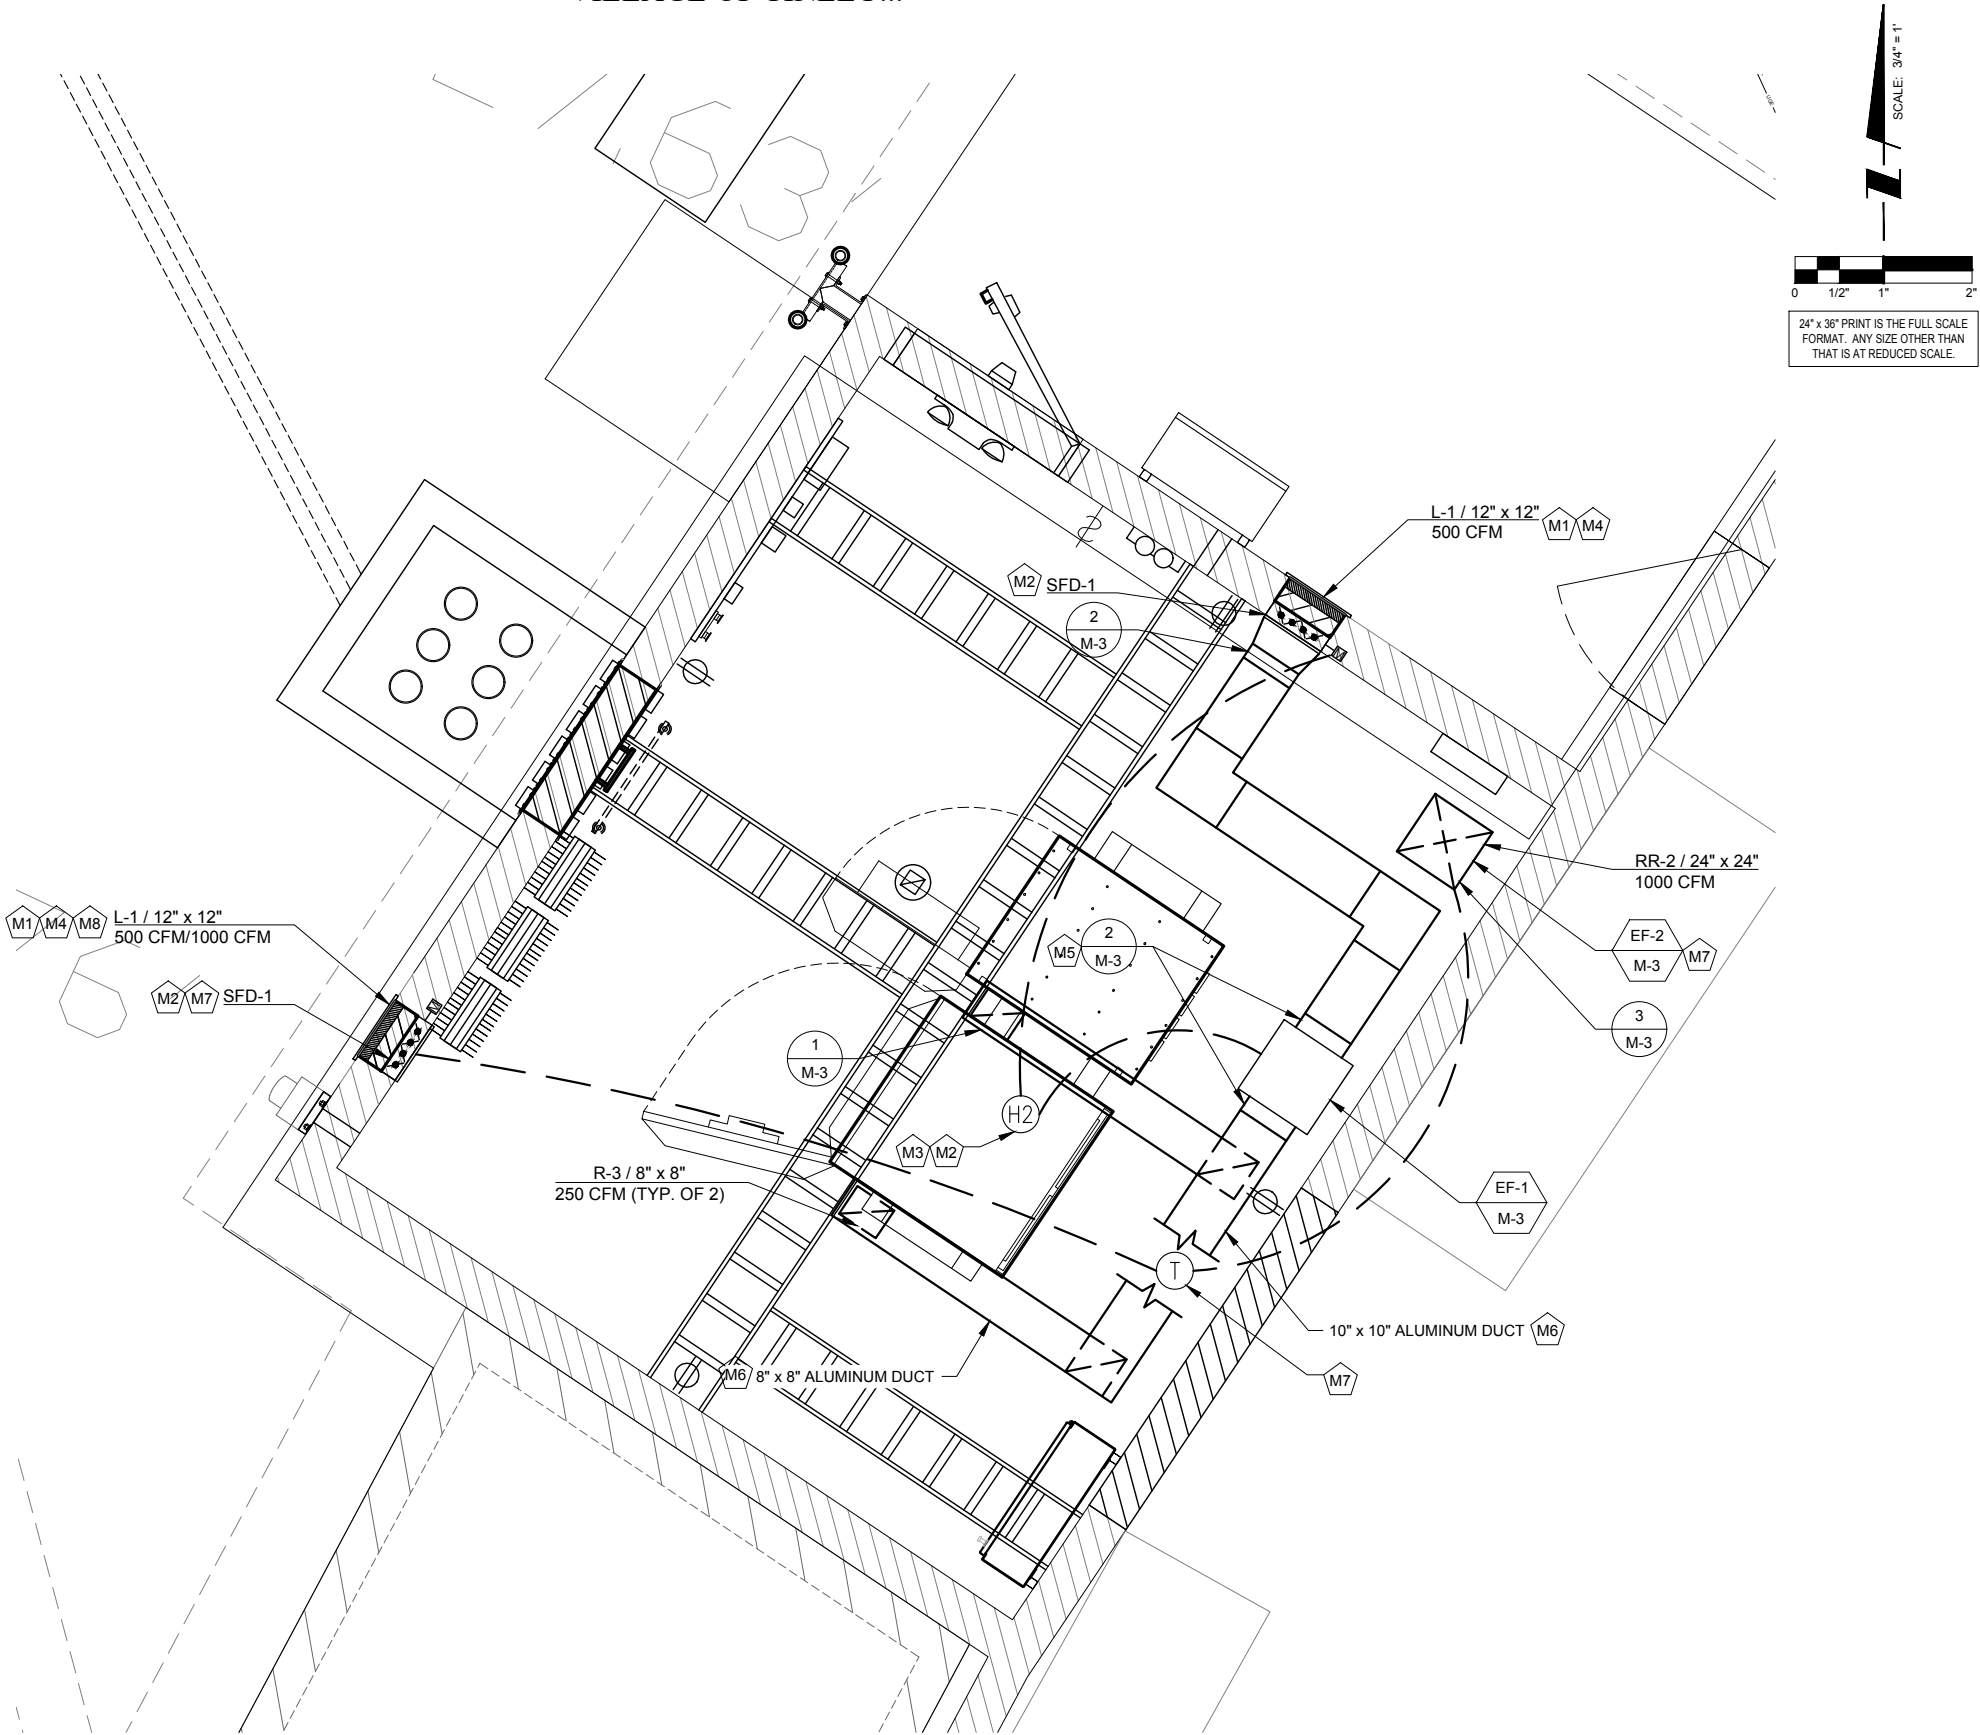 SCALE: 3/4" = 1'
0 1/2" 1" 2"
24" x 36" PRINT IS THE FULL SCALE
FORMAT. ANY SIZE OTHER THAN
THAT IS AT REDUCED SCALE.
63
L-1 / 12" x 12"
500 CFM
M1 M4
M2 SFD-1
2
M-3
S
M
RR-2 / 24" x 24"
1000 CFM
M1 M4 M8
L-1 / 12" x 12"
500 CFM/1000 CFM
6
M2 M7 SFD-1
M
M5
2
M-3
EF-2
M-3
M7
3
M-3
1
M-3
H2
M3 M2
R-3 / 8" x 8"
250 CFM (TYP. OF 2)
EF-1
M-3
T
10" x 10" ALUMINUM DUCT M6
M6 8" x 8" ALUMINUM DUCT
M7